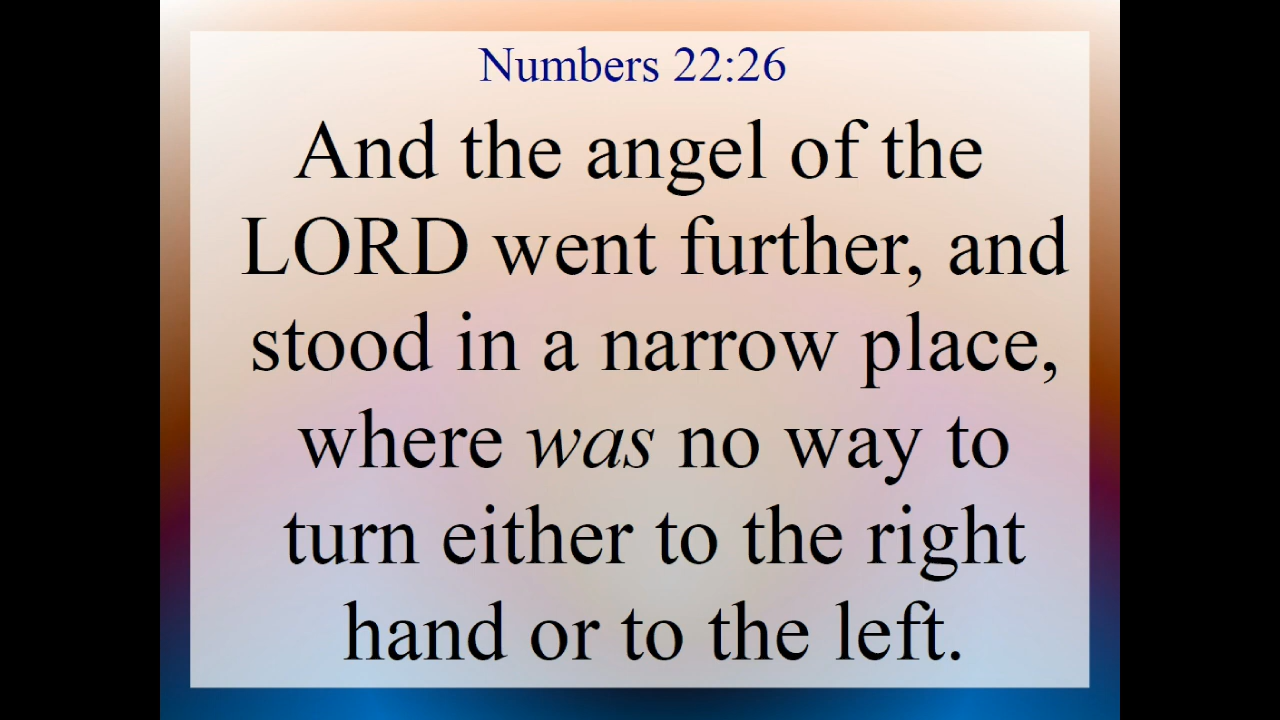 Numbers 22:26
And the angel of the
LORD went further, and
stood in a narrow place,
where was no way to
turn either to the right
hand or to the left.